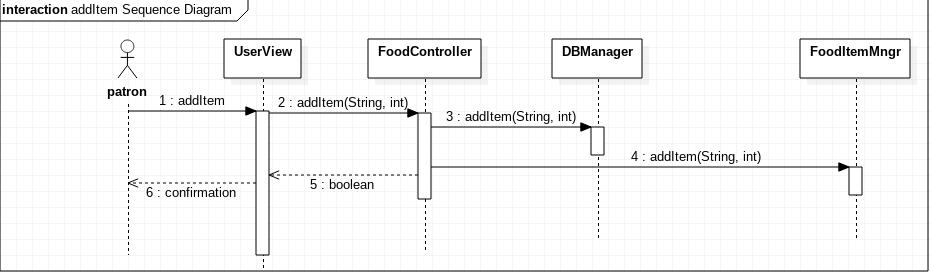 interaction addItem Sequence Diagram
UserView
FoodController
DBManager
FoodItemMngr
patron
1 : addItem
2 : addItem(String, int)
3 : addItem(String, int)
4 : addItem(String, int)
5 : boolean
6 : confirmation